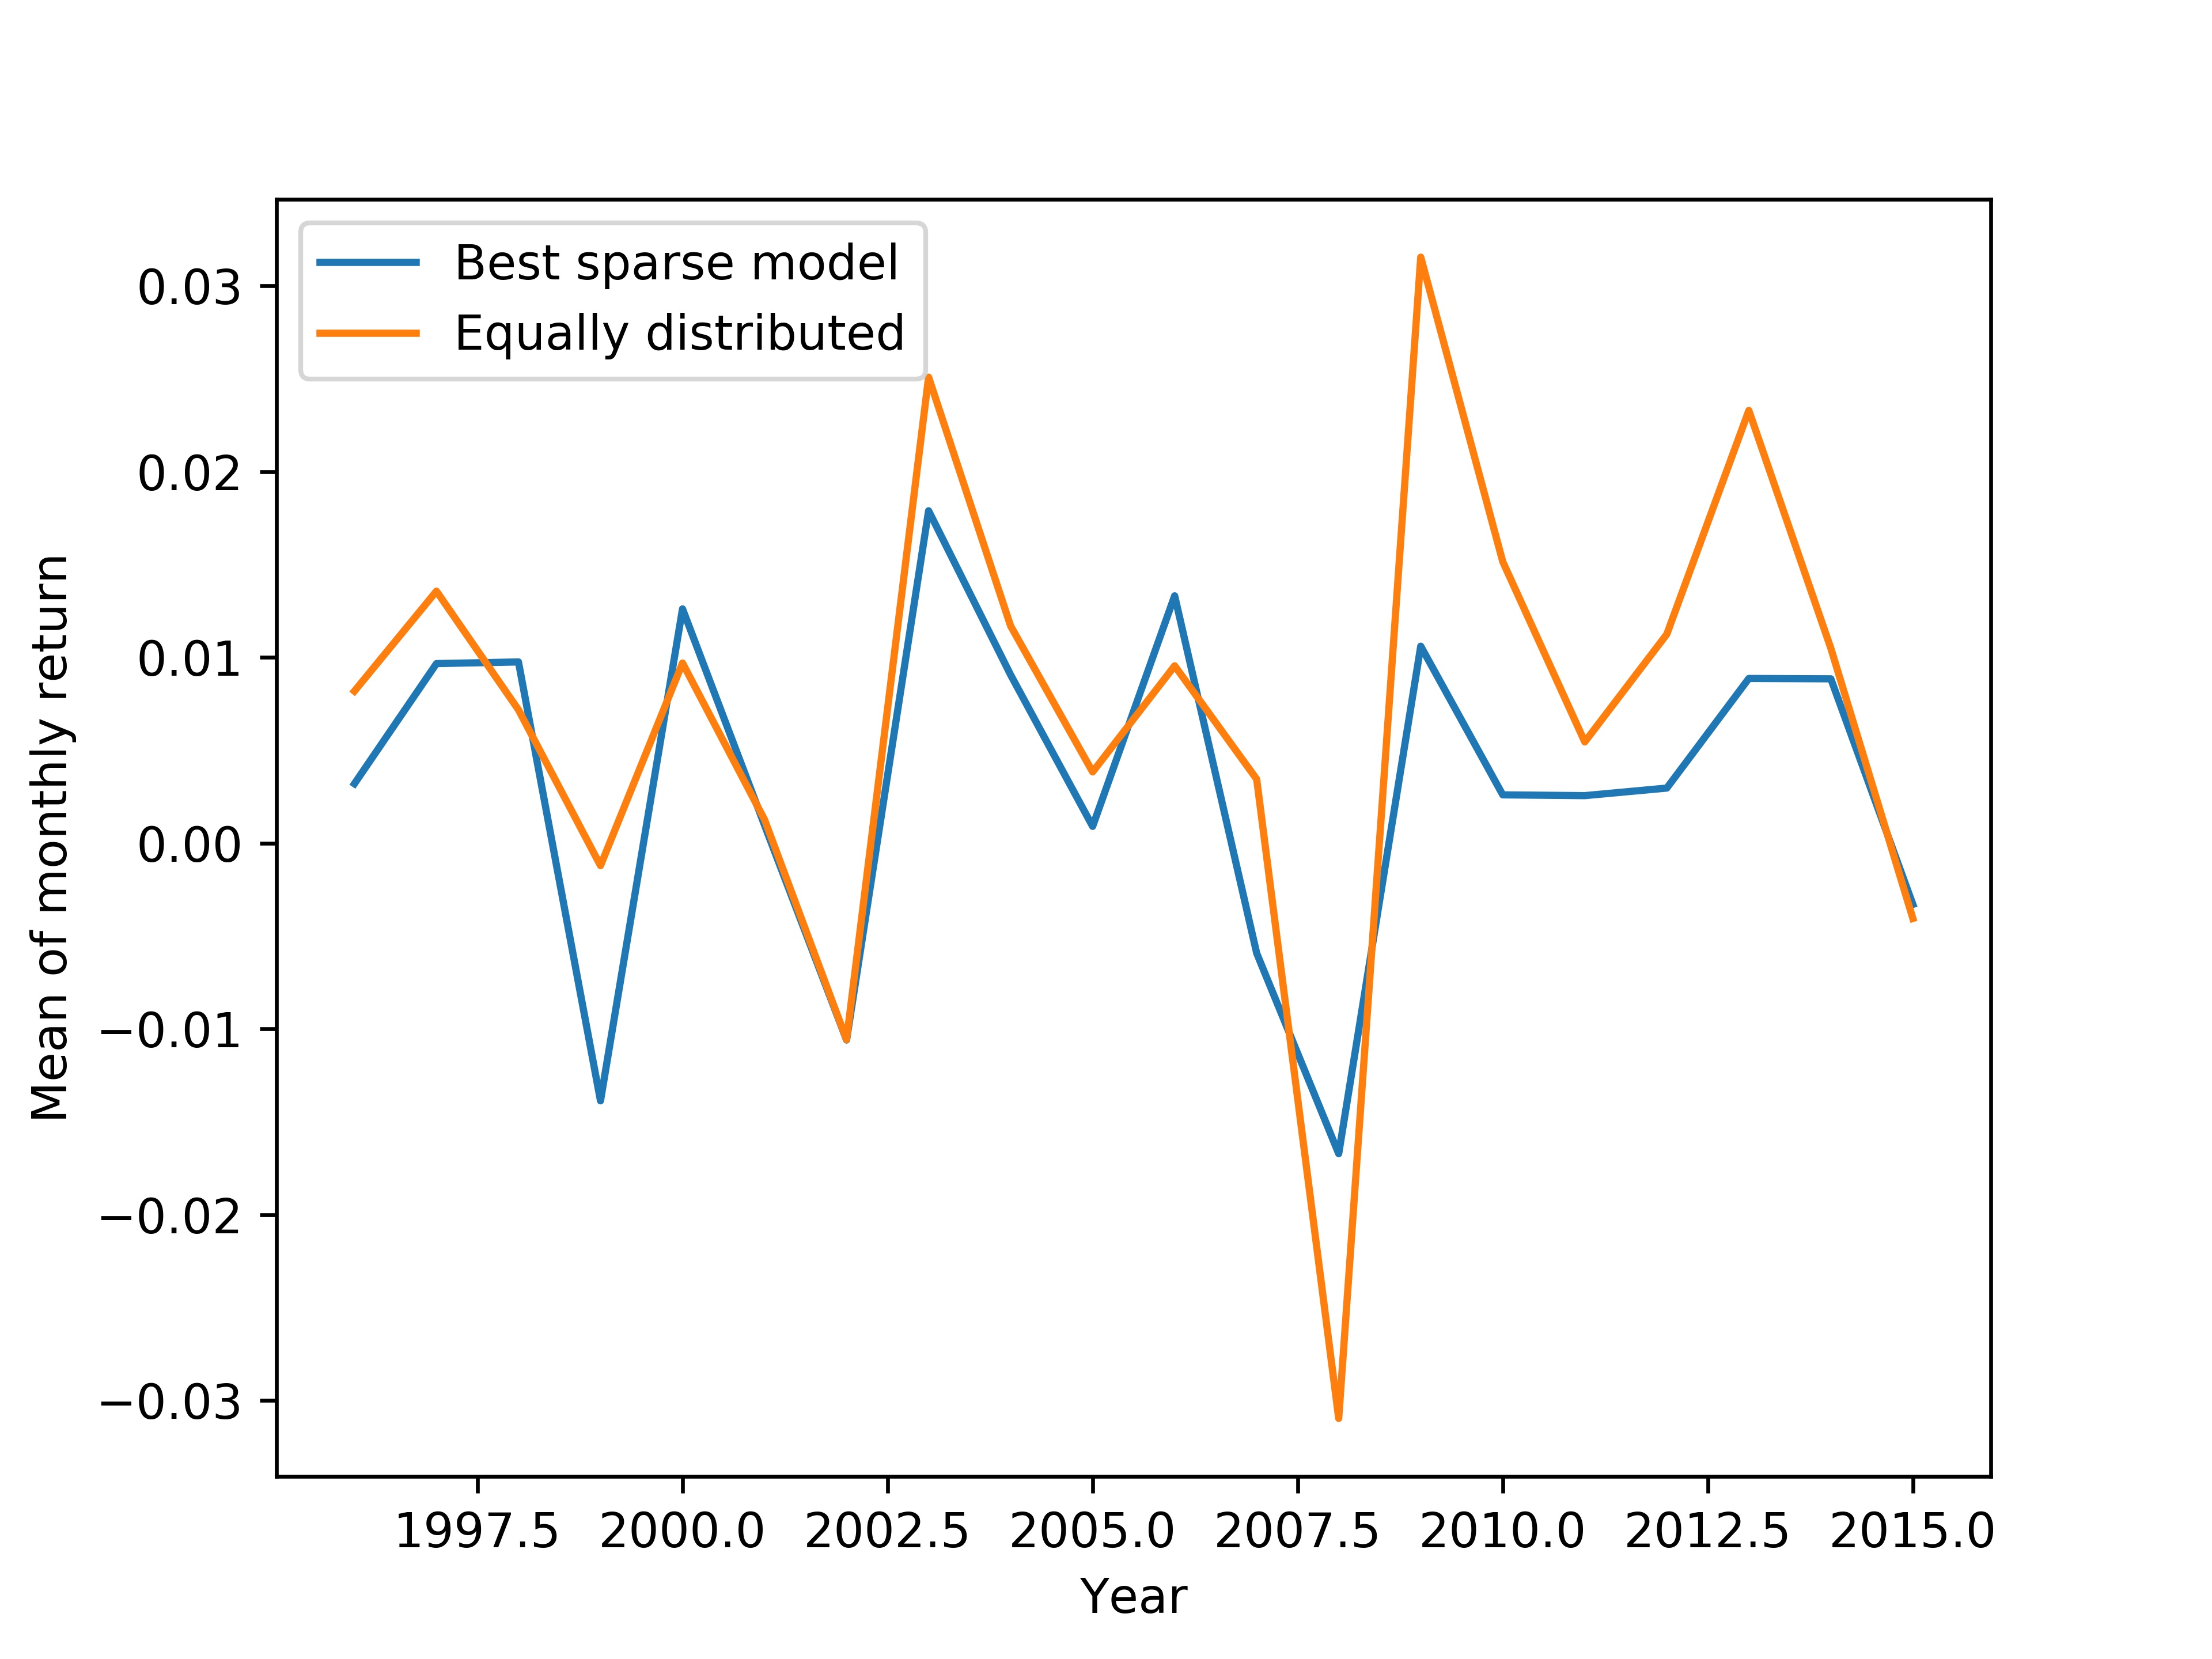 Best sparse model
Equally distributed
0.03
0.02
0.01
0.00
−0.01
−0.02
−0.03
Mean of monthly return
1997.5 2000.0 2002.5 2005.0 2007.5 2010.0 2012.5 2015.0
Year